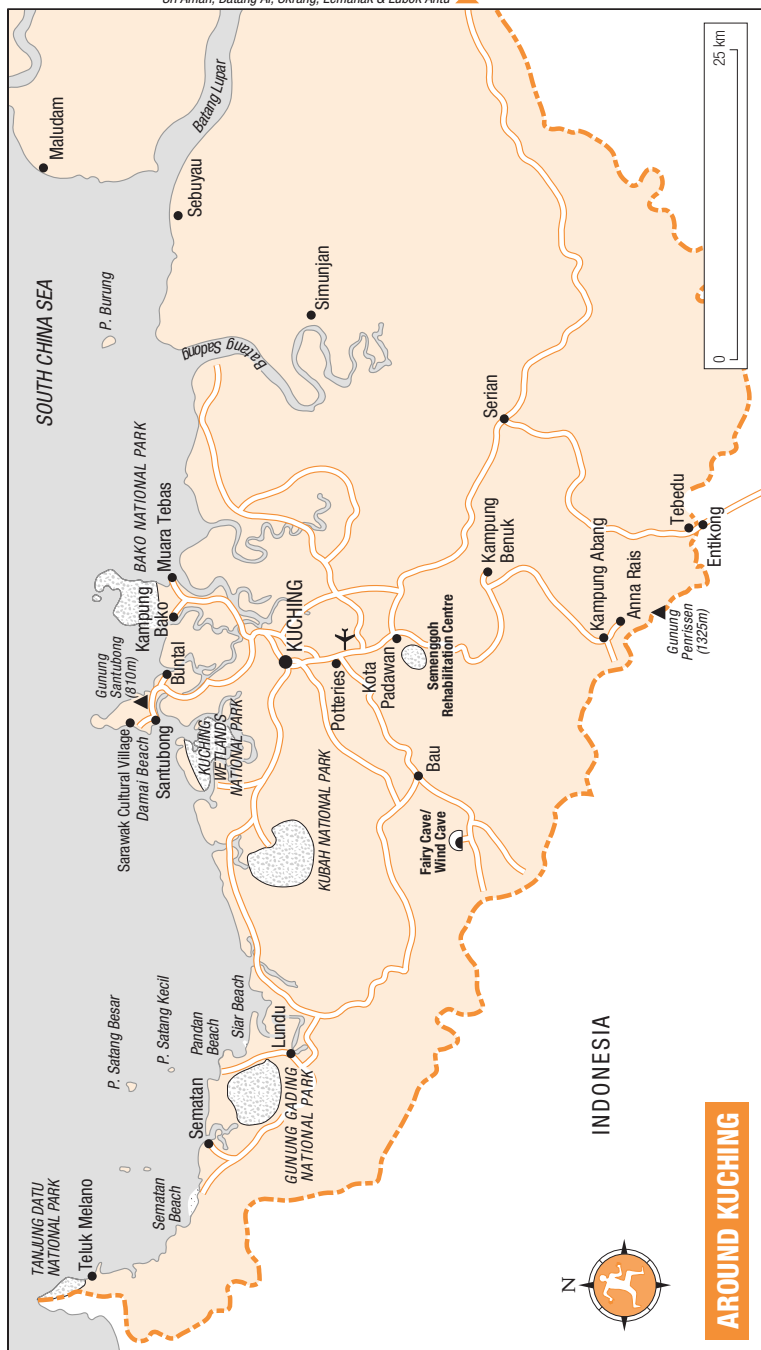 Sri Aman, Batang Ai, Skrang, Lemanak & Lubok Antu
TANJUNG DATU
NATIONAL PARK
Teluk Melano
Sematan
Beach
Sematan
P. Satang Besar
P. Satang Kecil
Pandan
Beach
Siar Beach
Lundu
GUNUNG GADING
NATIONAL PARK
SOUTH CHINA SEA
P. Burung
Maludam
Batang Lupar
Sebuyau
Batang Sadong
Simunjan
Sarawak Cultural Village
Damai Beach
Gunung
Santubong
(810m)
Santubong
Buntal
Kampung
Bako
BAKO NATIONAL PARK
Muara Tebas
KUCHING
WETLANDS
NATIONAL PARK
KUCHING
KUBAH NATIONAL PARK
Potteries
Kota
Padawan
Semenggoh
Rehabilitation Centre
Bau
Fairy Cave/
Wind Cave
Kampung
Benuk
Serian
Kampung Abang
Anna Rais
Gunung
Penrissen
(1325m)
Tebedu
Entikong
INDONESIA
N
AROUND KUCHING
0
25 km